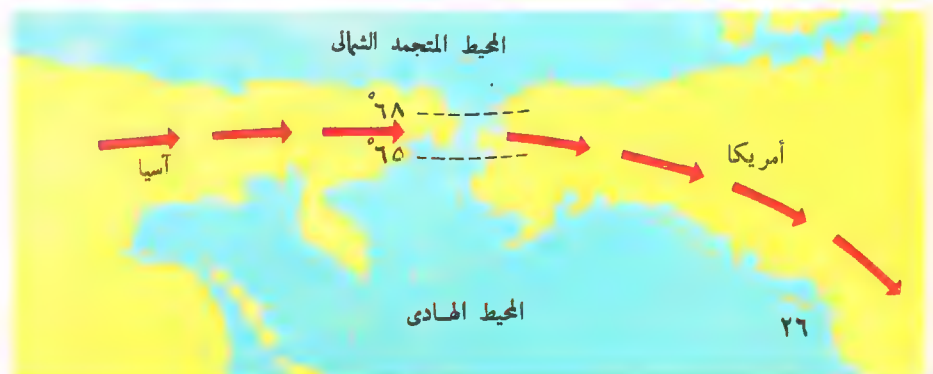 المحيط المتجمد الشمالى
°٦٨
°٦٥
آسيا
أمريكا
المحيط الهادى
٢٦